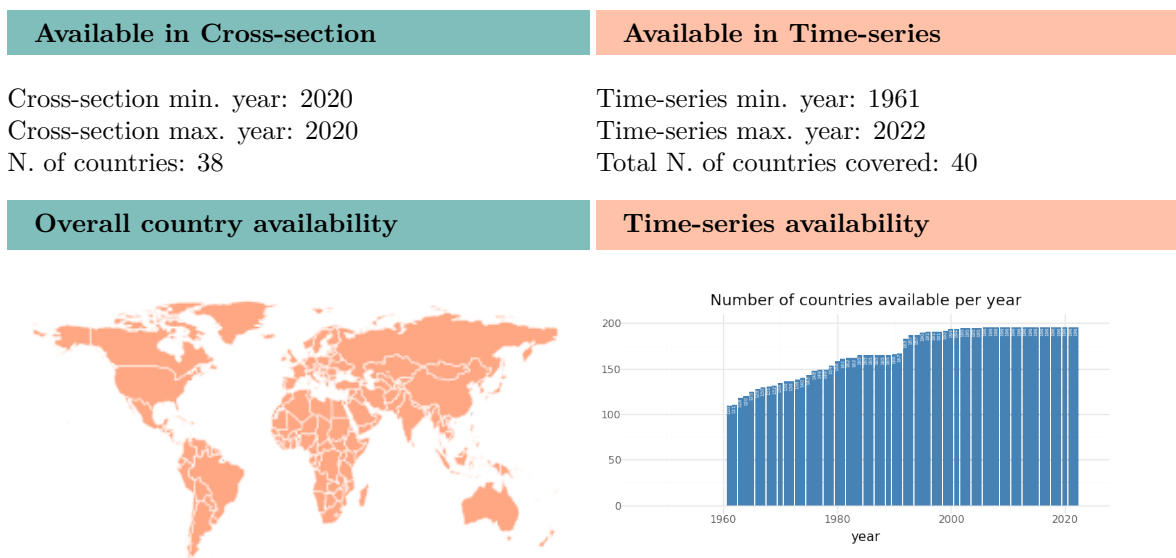 Available in Cross-section
Available in Time-series
Cross-section min. year: 2020
Cross-section max. year: 2020
N. of countries: 38
Time-series min. year: 1961
Time-series max. year: 2022
Total N. of countries covered: 40
Overall country availability
Time-series availability
Number of countries available per year
200
150
100
50
0
1960 1980 2000 2020
year